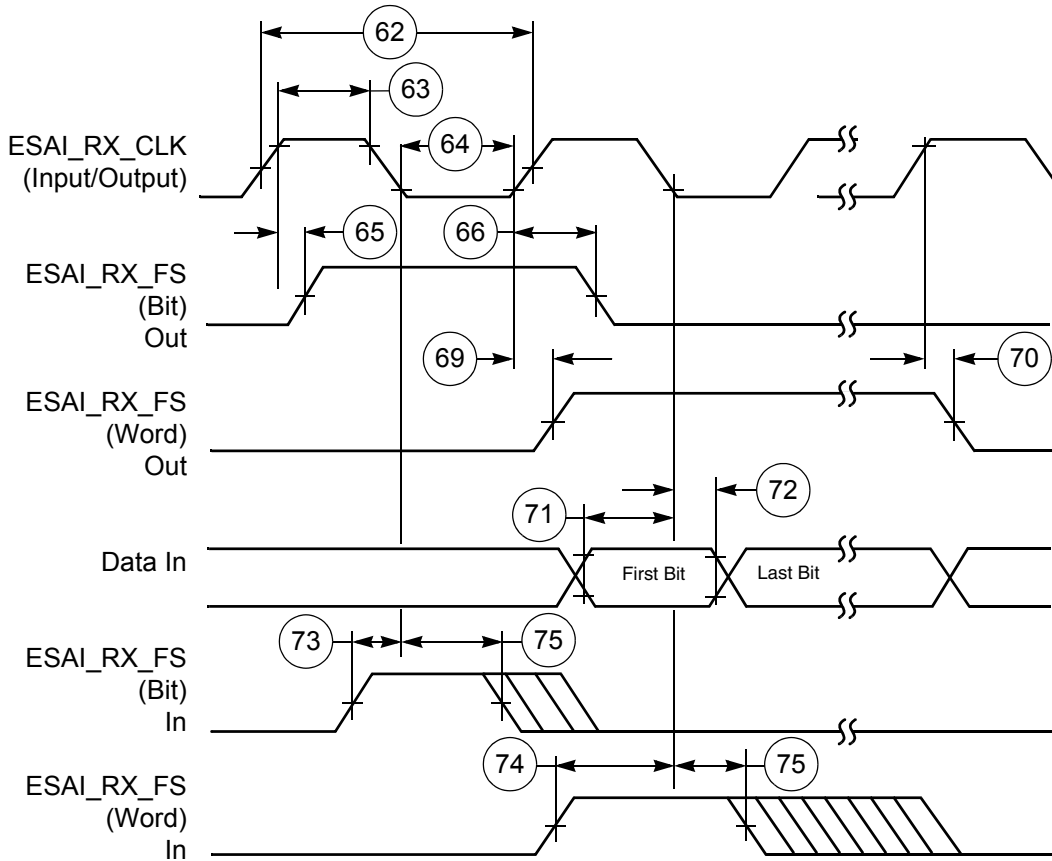 62
63
ESAI_RX_CLK
(Input/Output)
64
65
66
ESAI_RX_FS
(Bit)
Out
69
70
ESAI_RX_FS
(Word)
Out
71
72
Data In
First Bit
Last Bit
73
75
ESAI_RX_FS
(Bit)
In
74
75
ESAI_RX_FS
(Word)
In